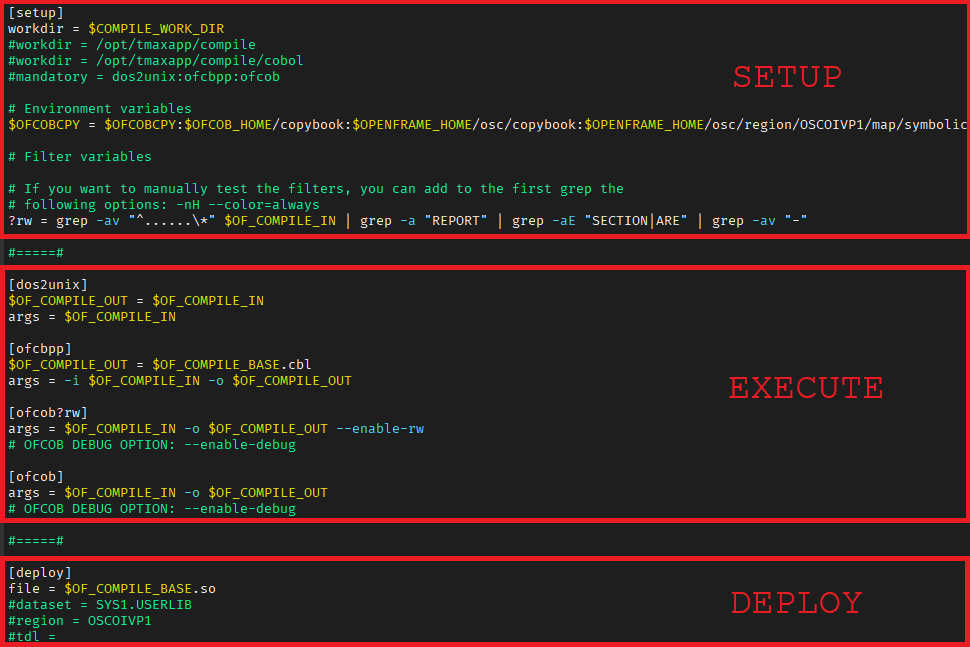 [setup]
workdir = $COMPILE_WORK_DIR
#workdir = /opt/tmaxapp/compile
#workdir = /opt/tmaxapp/compile/cobol
#mandatory = dos2unix:ofcbpp:ofcob
SETUP
# Environment variables
$OFCOBCPY = $OFCOBCPY:$OFCOB_HOME/copybook:$OPENFRAME_HOME/osc/copybook:$OPENFRAME_HOME/osc/region/OSCOIVP1/map/symbolic
# Filter variables
# If you want to manually test the filters, you can add to the first grep the
# following options: -nH --color=always
?rw = grep -av "^......\*" $OF_COMPILE_IN | grep -a "REPORT" | grep -aE "SECTION|ARE" | grep -av "-"
#=====#
[dos2unix]
$OF_COMPILE_OUT = $OF_COMPILE_IN
args = $OF_COMPILE_IN
[ofcbpp]
$OF_COMPILE_OUT = $OF_COMPILE_BASE.cbl
args = -i $OF_COMPILE_IN -o $OF_COMPILE_OUT
EXECUTE
[ofcob?rw]
args = $OF_COMPILE_IN -o $OF_COMPILE_OUT --enable-rw
# OFCOB DEBUG OPTION: --enable-debug
[ofcob]
args = $OF_COMPILE_IN -o $OF_COMPILE_OUT
# OFCOB DEBUG OPTION: --enable-debug
#=====#
[deploy]
file = $OF_COMPILE_BASE.so
#dataset = SYS1.USERLIB
DEPLOY
#region = OSCOIVP1
#tdl =